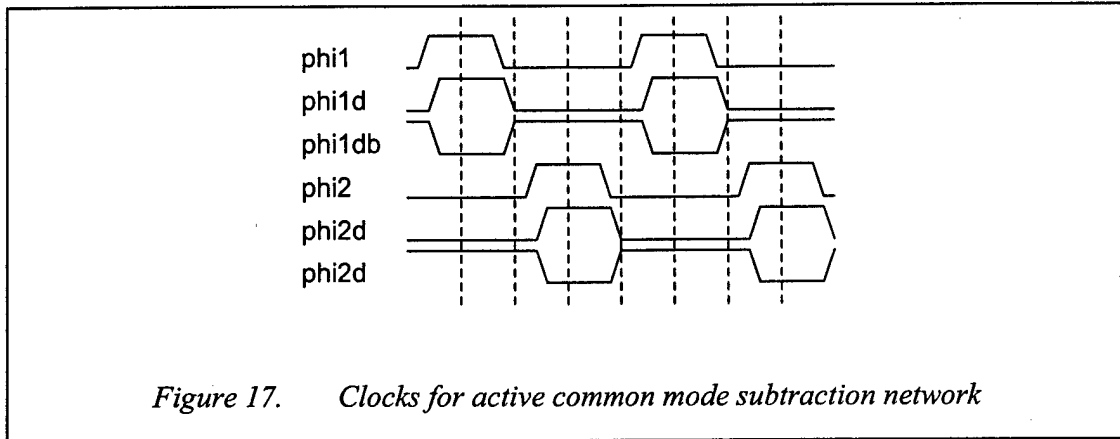 phi1
phi1d
phi1db
phi2
phi2d
phi2d
Figure 17. Clocks for active common mode subtraction network